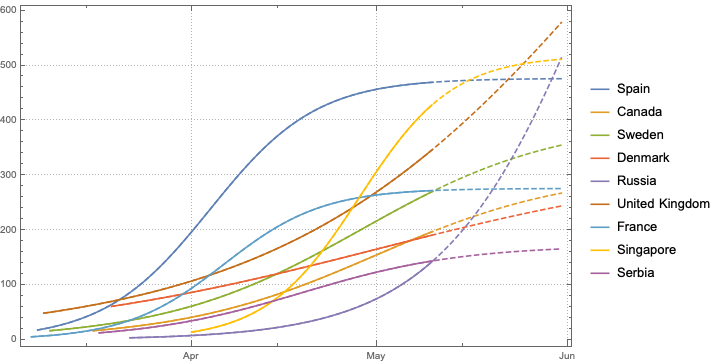 600
500
400
300
200
100
0
Apr May Jun
Spain
Canada
Sweden
Denmark
Russia
United Kingdom
France
Singapore
Serbia